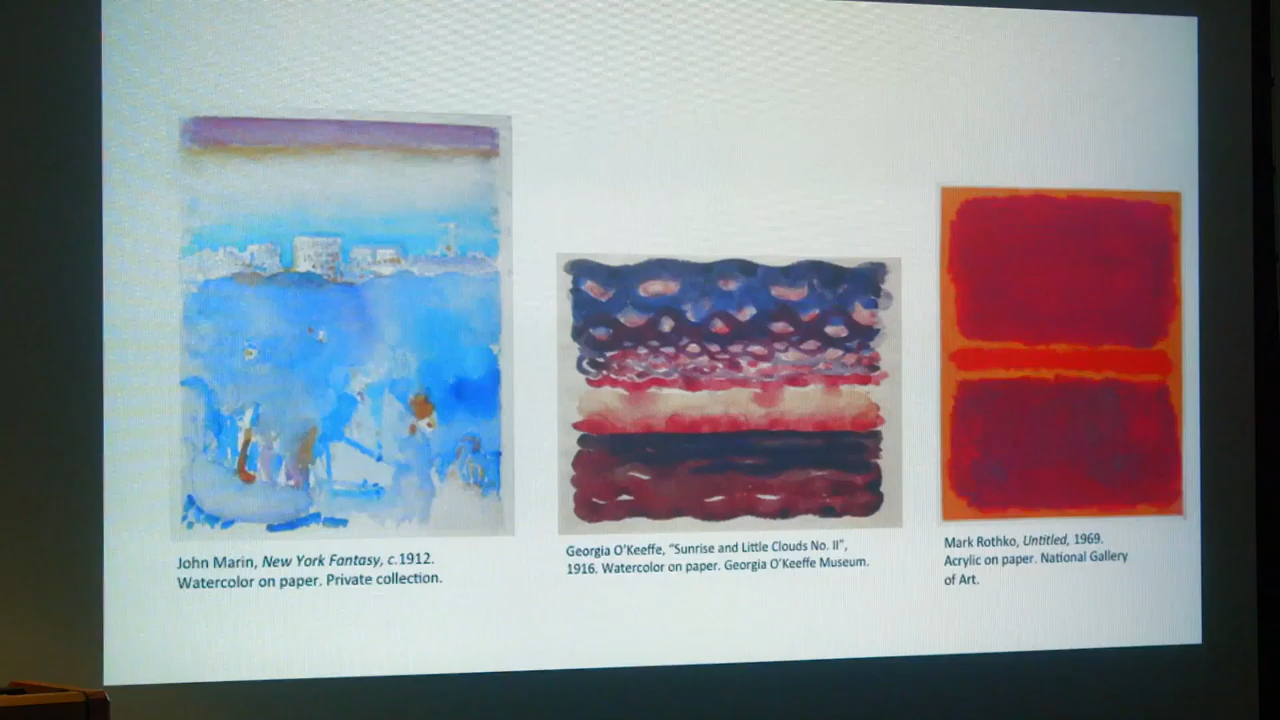 John Marin, New York Fantasy, c.1912.
Watercolor on paper. Private collection.
Georgia O'Keeffe, "Sunrise and Little Clouds No. II",
1916. Watercolor on paper. Georgia O'Keeffe Museum.
Mark Rothko, Untitled, 1969.
Acrylic on paper. National Gallery
of Art.